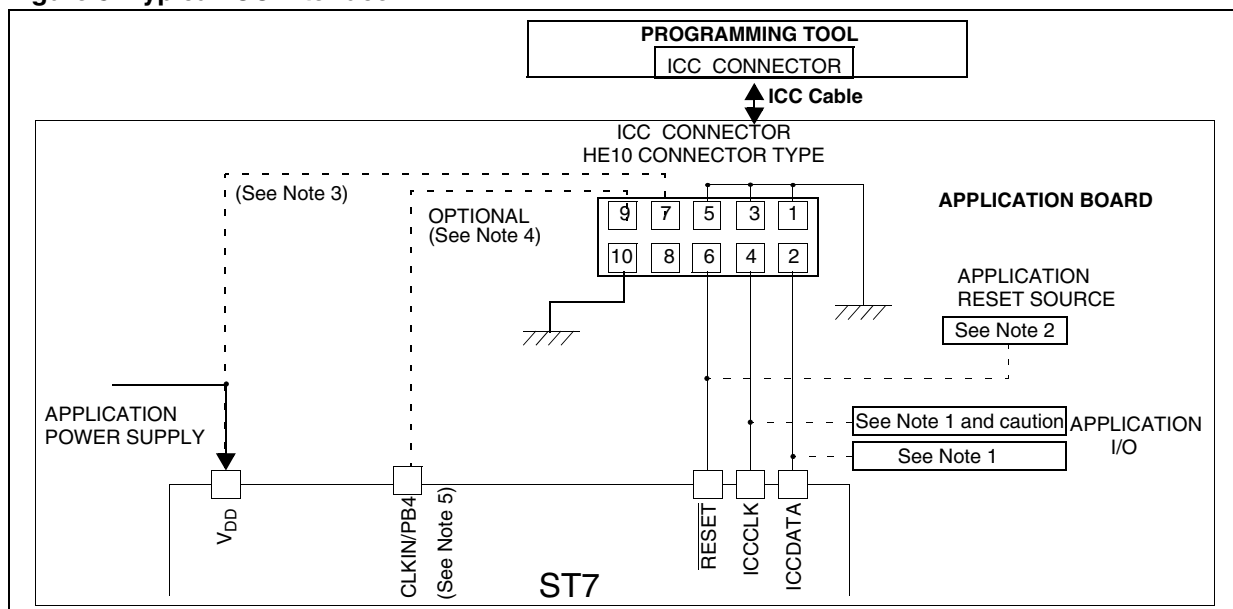 PROGRAMMING TOOL
ICC CONNECTOR
ICC Cable
ICC CONNECTOR
HE10 CONNECTOR TYPE
(See Note 3)
OPTIONAL
(See Note 4)
9 7 5 3 1
10 8 6 4 2
APPLICATION BOARD
APPLICATION
RESET SOURCE
See Note 2
APPLICATION
POWER SUPPLY
See Note 1 and caution
See Note 1
APPLICATION
I/O
VDD
CLKIN/PB4
(See Note 5)
RESET
ICCCLK
ICCDATA
ST7